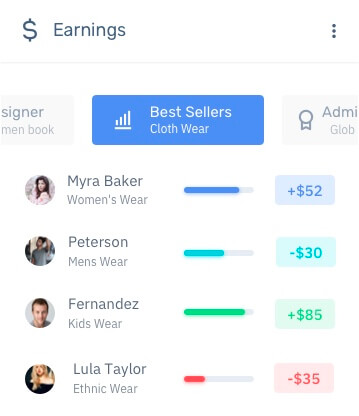 $ Earnings
signer
men book
Best Sellers
Cloth Wear
Admi
Glob
Myra Baker
Women's Wear
+$52
Peterson
Mens Wear
-$30
Fernandez
Kids Wear
+$85
Lula Taylor
Ethnic Wear
-$35